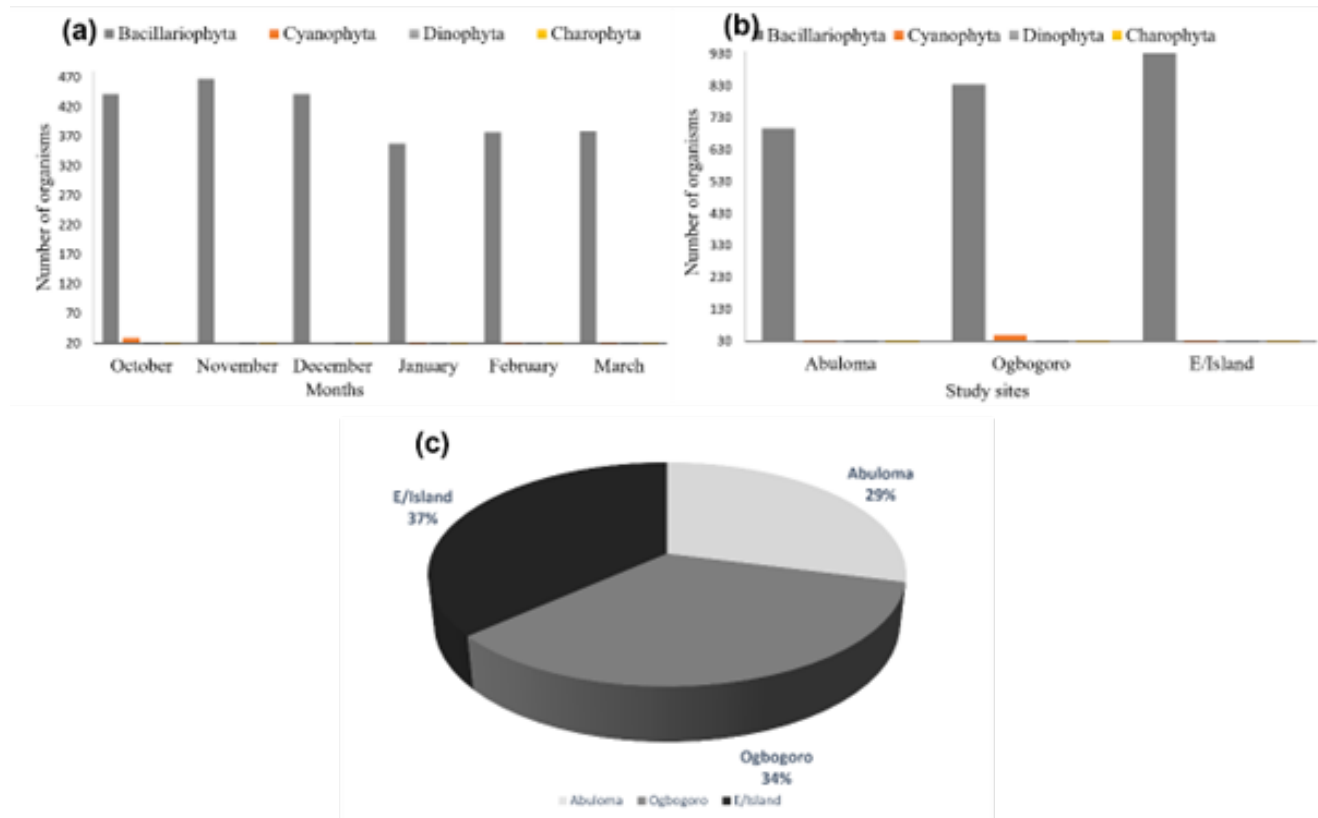 (a) Bacillariophyta Cyanophyta Dinophyta Charophyta
470
420
370
320
270
220
170
120
70
20
Number of organisms
October November December January February March
Months
(b) Bacillariophyta Cyanophyta Dinophyta Charophyta
930
830
730
630
530
430
330
230
130
30
Number of organisms
Abuloma Ogbogoro E/Island
Study sites
(c)
E/Island
37%
Abuloma
29%
Ogbogoro
34%
Abuloma Ogbogoro E/Island